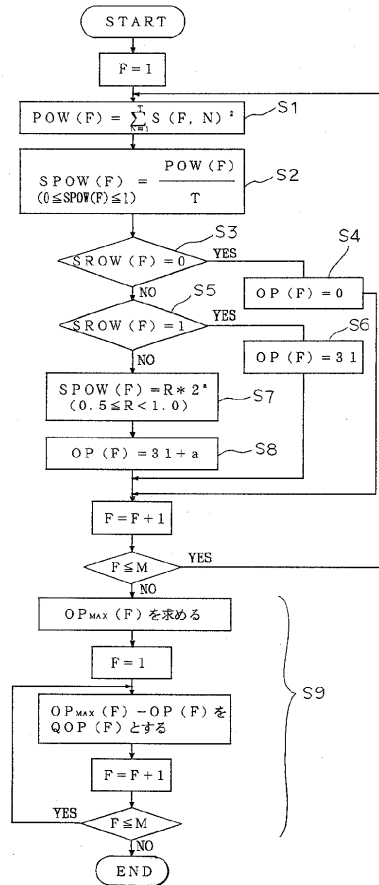 START
F=1
POW(F)=Σ S(F,N)²
T
N=1
S1
SPOW(F)=POW(F)/T
(0≦SPOW(F)≦1)
S2
S3
SROW(F)=0
YES
S4
OP(F)=0
NO
S5
SROW(F)=1
YES
S6
OP(F)=31
NO
SPOW(F)=R*2ª
(0.5≦R<1.0)
S7
OP(F)=31+a
S8
F=F+1
F≦M
YES
NO
OPMAX(F)を求める
F=1
OPMAX(F)-OP(F)を
QOP(F)とする
S9
F=F+1
YES
F≦M
NO
END